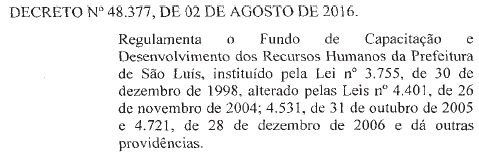 DECRETO Nº 48.377, DE 02 DE AGOSTO DE 2016.
Regulamenta o Fundo de Capacitação e
Desenvolvimento dos Recursos Humanos da Prefeitura
de São Luís, instituído pela Lei nº 3.755, de 30 de
dezembro de 1998, alterado pelas Leis nº 4.401, de 26
de novembro de 2004; 4.531, de 31 de outubro de 2005
e 4.721, de 28 de dezembro de 2006 e dá outras
providências.